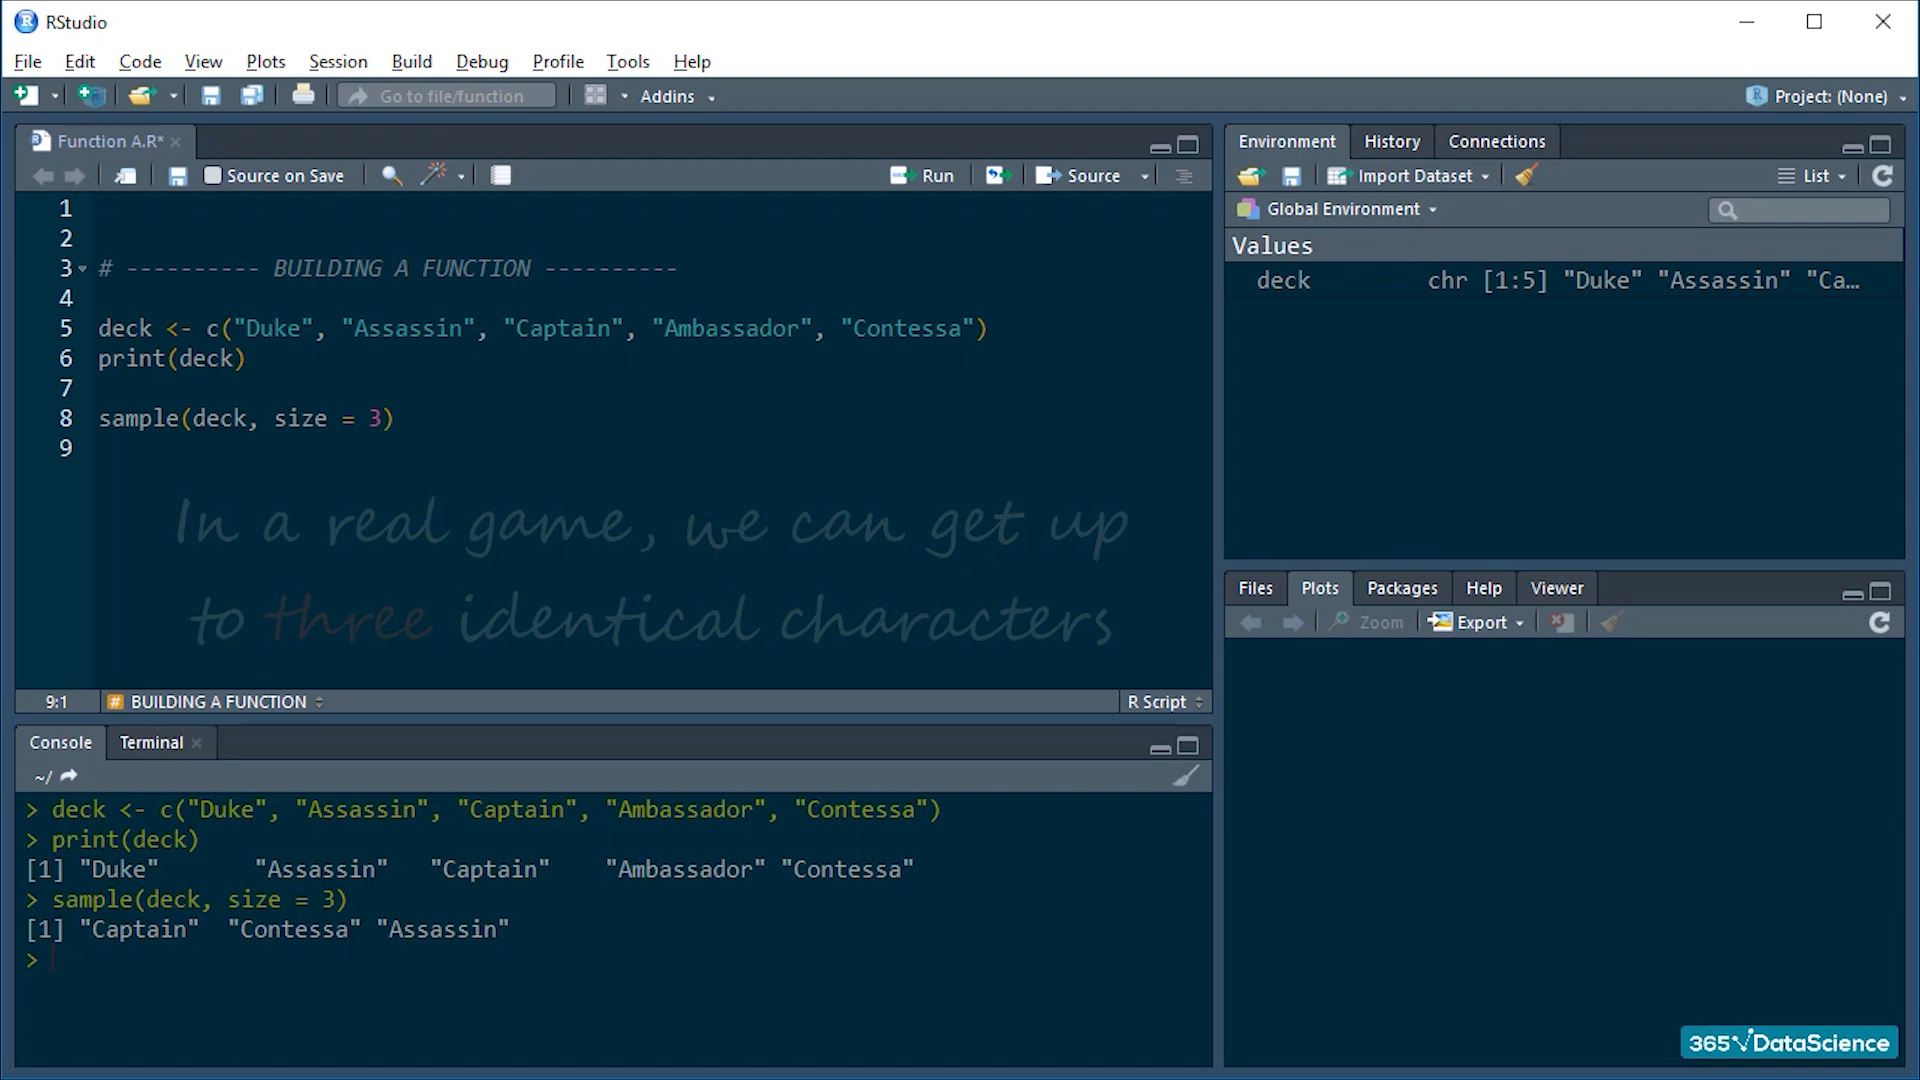 RStudio
File Edit Code View Plots Session Build Debug Profile Tools Help
Go to file/function Addins Project: (None)
Function A.R*
Source on Save Run Source
1
2
3 # ---------- BUILDING A FUNCTION ----------
4
5 deck <- c("Duke", "Assassin", "Captain", "Ambassador", "Contessa")
6 print(deck)
7
8 sample(deck, size = 3)
9
In a real game, we can get up
to three identical characters
9:1 # BUILDING A FUNCTION R Script
Console Terminal
~/
> deck <- c("Duke", "Assassin", "Captain", "Ambassador", "Contessa")
> print(deck)
[1] "Duke" "Assassin" "Captain" "Ambassador" "Contessa"
> sample(deck, size = 3)
[1] "Captain" "Contessa" "Assassin"
>
Environment History Connections
Import Dataset List
Global Environment
Values
deck chr [1:5] "Duke" "Assassin" "Ca…
Files Plots Packages Help Viewer
Zoom Export
365√DataScience